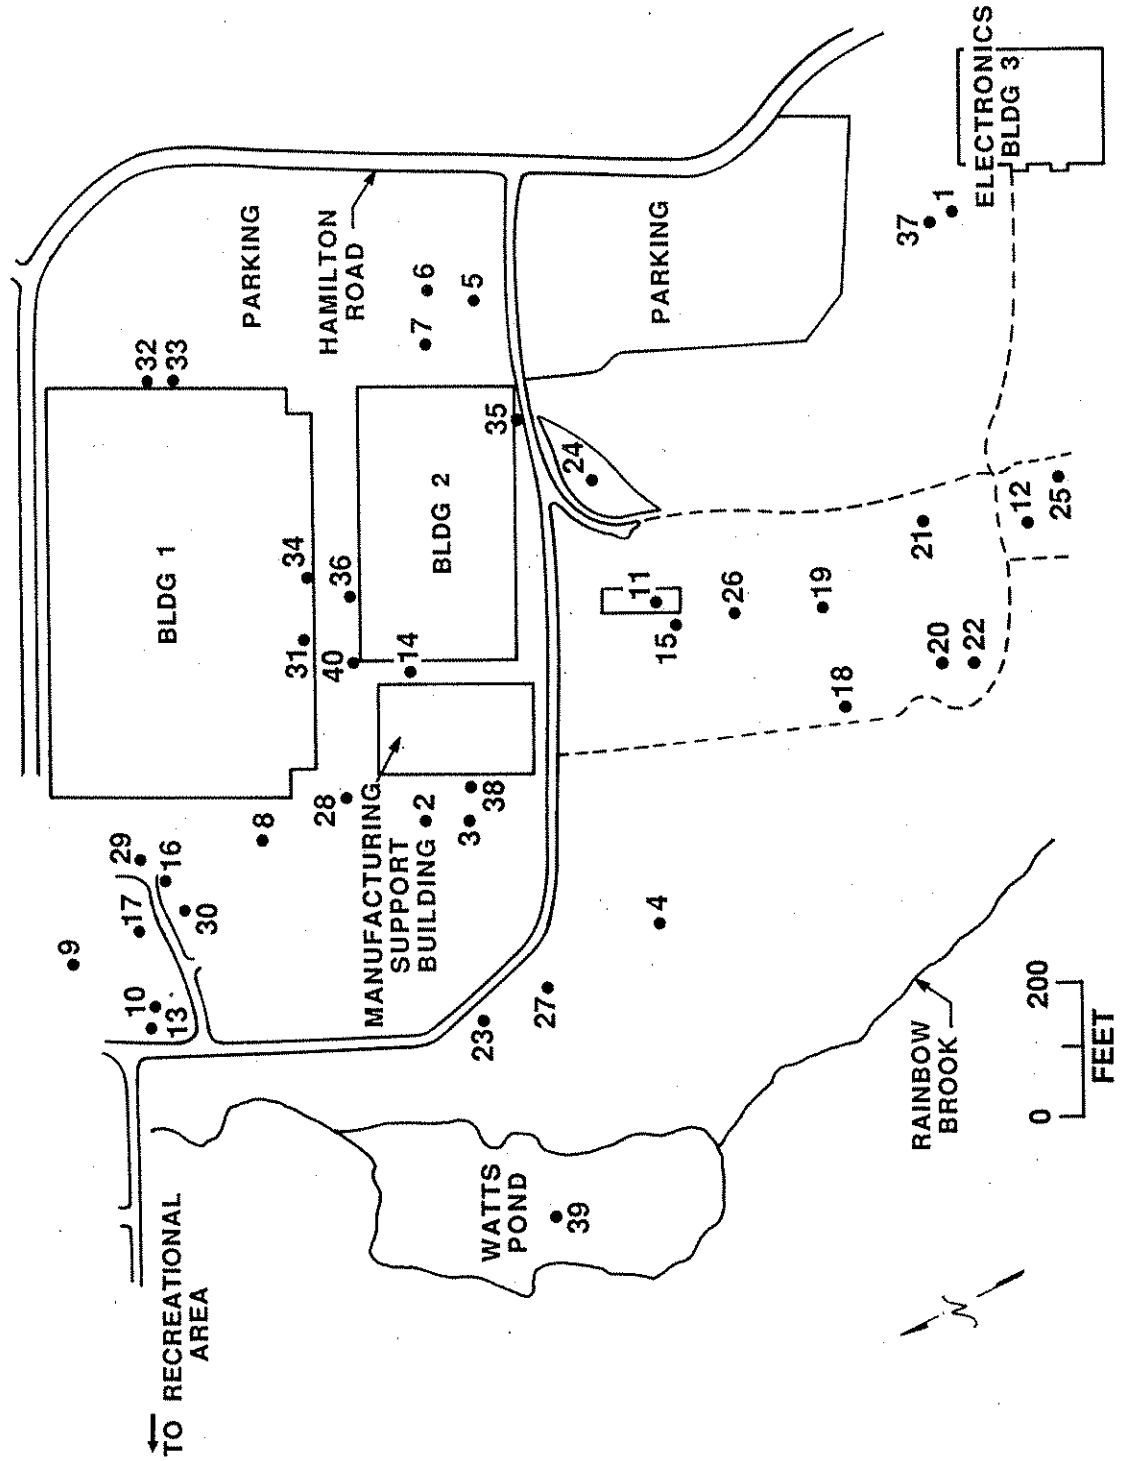 ELECTRONICS
BLDG 3
1
37
PARKING
HAMILTON
ROAD
6
5
7
PARKING
32
33
35
24
BLDG 1
34
36
BLDG 2
31
40
14
12
25
21
11
26
19
15
20
22
18
28
MANUFACTURING
SUPPORT
BUILDING
2
3
38
8
29
16
17
30
9
10
13
4
27
23
RAINBOW
BROOK
0
200
FEET
WATTS
POND
39
N
TO RECREATIONAL
AREA